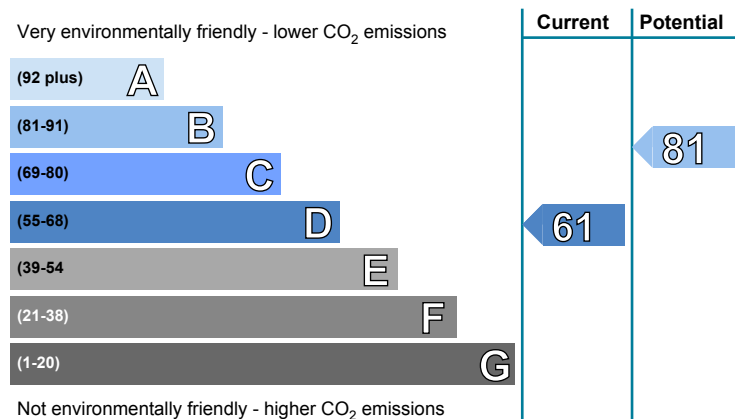 Very environmentally friendly - lower CO₂ emissions
Current
Potential
(92 plus) A
(81-91) B
(69-80) C
(55-68) D
(39-54 E
(21-38) F
(1-20) G
81
61
Not environmentally friendly - higher CO₂ emissions